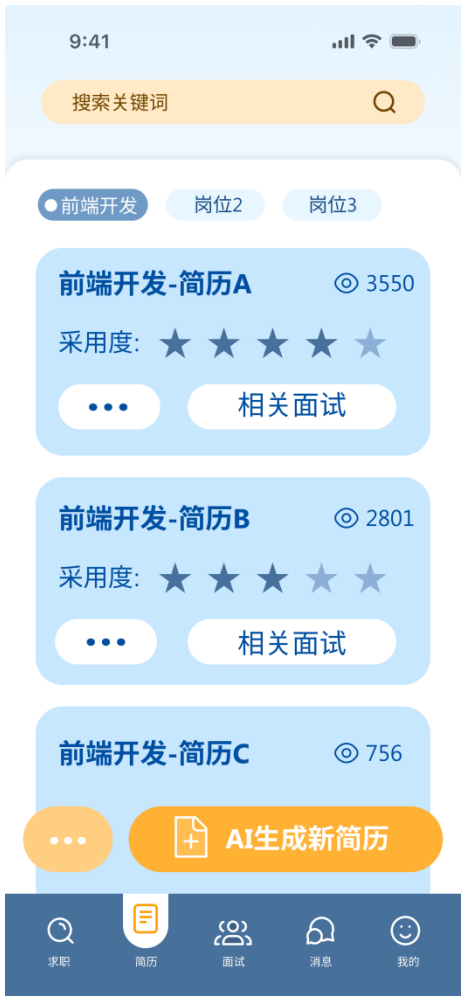 9:41
搜索关键词
前端开发 岗位2 岗位3
前端开发-简历A 3550
采用度:
相关面试
前端开发-简历B 2801
采用度:
相关面试
前端开发-简历C 756
AI生成新简历
求职 简历 面试 消息 我的